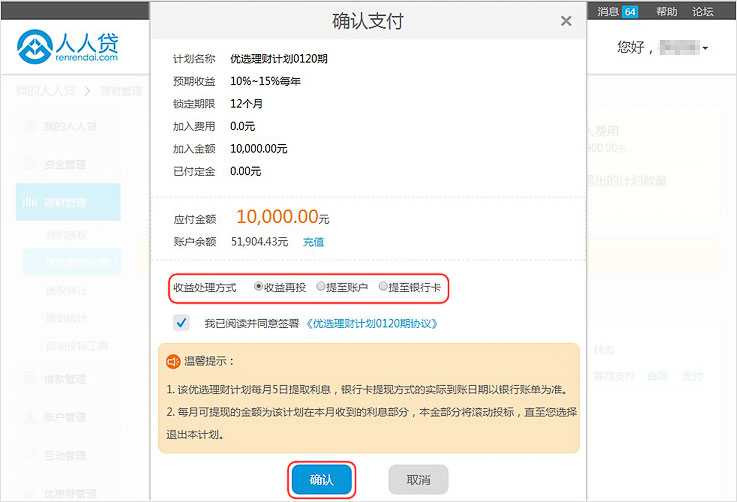 消息 64 帮助 论坛
人人贷
renrendai.com
您好，
我的人人贷 > 理财管理
我的人人贷
资金管理
理财管理
我的债权
优选理财计划
债权转让
理财统计
自动投标工具
借款管理
账户管理
互动管理
优惠券管理
确认支付 ×
计划名称 优选理财计划0120期
预期收益 10%~15%每年
锁定期限 12个月
加入费用 0.0元
加入金额 10,000.00元
已付定金 0.00元
应付金额 10,000.00元
账户余额 51,904.43元 充值
收益处理方式 收益再投 提至账户 提至银行卡
我已阅读并同意签署 《优选理财计划0120期协议》
温馨提示：
1. 该优选理财计划每月5日提取利息，银行卡提现方式的实际到账日期以银行账单为准。
2. 每月可提现的金额为该计划在本月收到的利息部分，本金部分将滚动投标，直至您选择
退出本计划。
确认 取消
入费用
900.00元
退出的计划数量
状态
等待支付 合同 支付